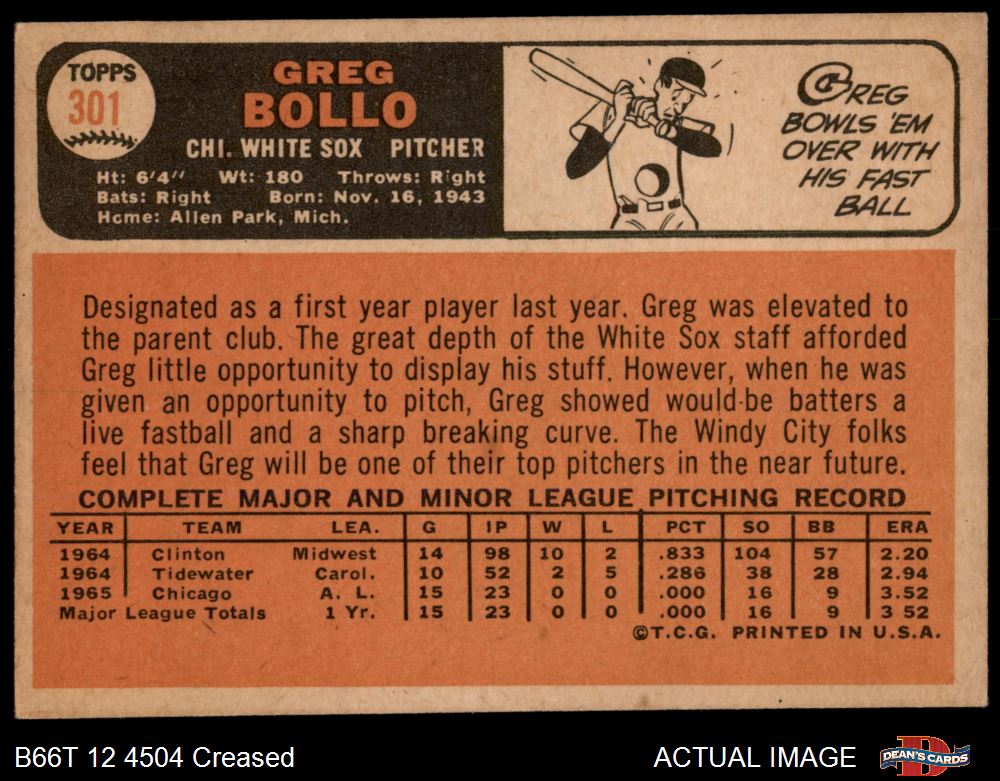 TOPPS
301
GREG
BOLLO
CHI. WHITE SOX PITCHER
Ht: 6'4" Wt: 180 Throws: Right
Bats: Right Born: Nov. 16, 1943
Home: Allen Park, Mich.
GREG
BOWLS 'EM
OVER WITH
HIS FAST
BALL
Designated as a first year player last year. Greg was elevated to
the parent club. The great depth of the White Sox staff afforded
Greg little opportunity to display his stuff. However, when he was
given an opportunity to pitch, Greg showed would-be batters a
live fastball and a sharp breaking curve. The Windy City folks
feel that Greg will be one of their top pitchers in the near future.
COMPLETE MAJOR AND MINOR LEAGUE PITCHING RECORD
YEAR TEAM LEA. G IP W L PCT SO BB ERA
1964 Clinton Midwest 14 98 10 2 .833 104 57 2.20
1964 Tidewater Carol. 10 52 2 5 .286 38 28 2.94
1965 Chicago A. L. 15 23 0 0 .000 16 9 3.52
Major League Totals 1 Yr. 15 23 0 0 .000 16 9 3 52
©T.C.G. PRINTED IN U.S.A.
B66T 12 4504 Creased
ACTUAL IMAGE
DEAN'S CARDS